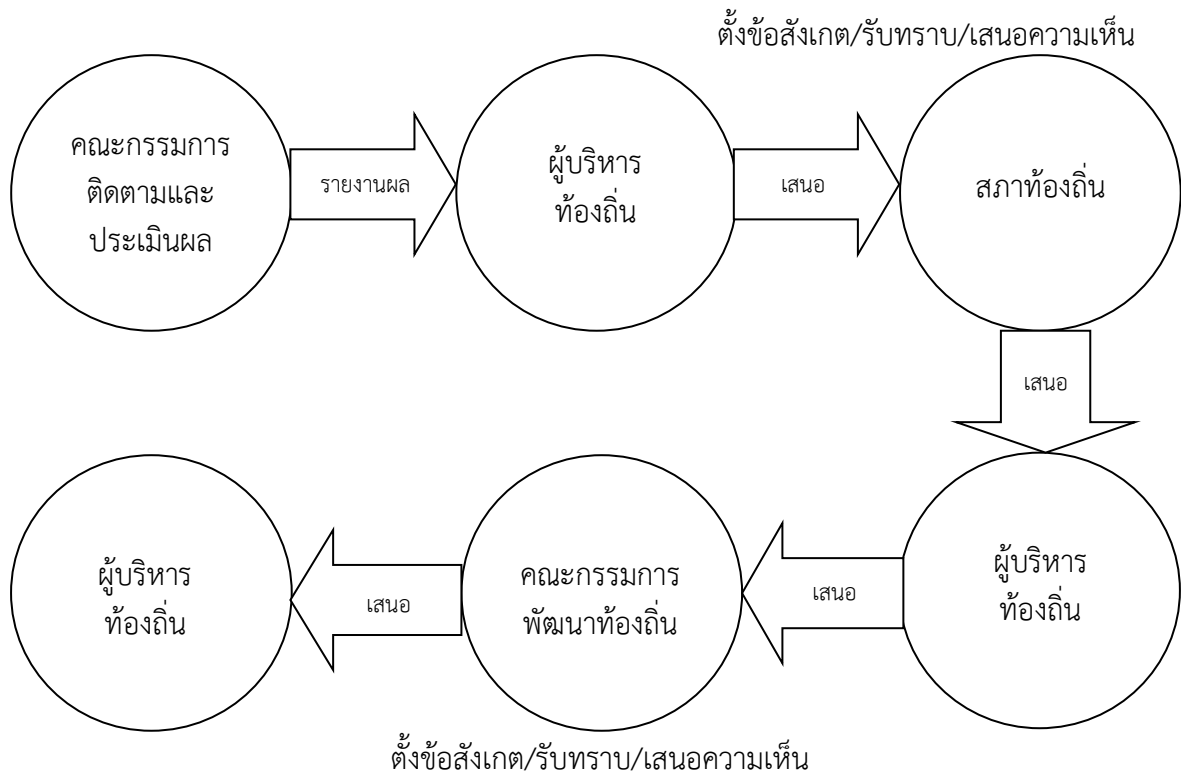 ตั้งข้อสังเกต/รับทราบ/เสนอความเห็น
คณะกรรมการ
ติดตามและ
ประเมินผล
รายงานผล
ผู้บริหาร
ท้องถิ่น
เสนอ
สภาท้องถิ่น
เสนอ
ผู้บริหาร
ท้องถิ่น
เสนอ
คณะกรรมการ
พัฒนาท้องถิ่น
เสนอ
ผู้บริหาร
ท้องถิ่น
ตั้งข้อสังเกต/รับทราบ/เสนอความเห็น